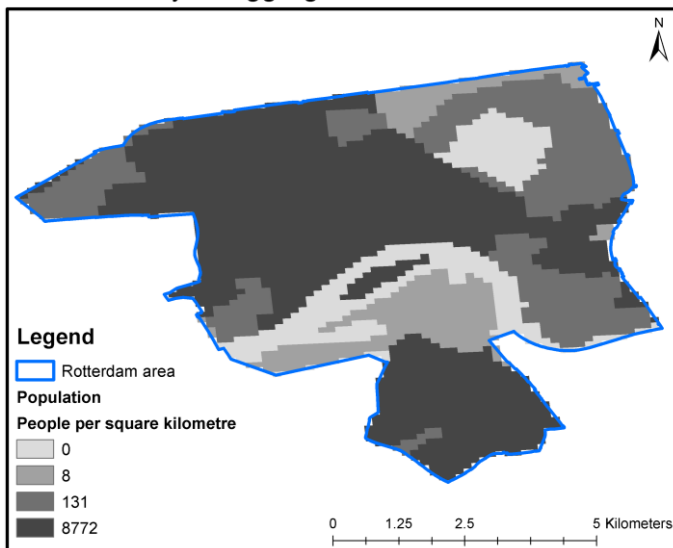 N
Legend
Rotterdam area
Population
People per square kilometre
0
8
131
8772
0 1.25 2.5 5 Kilometers